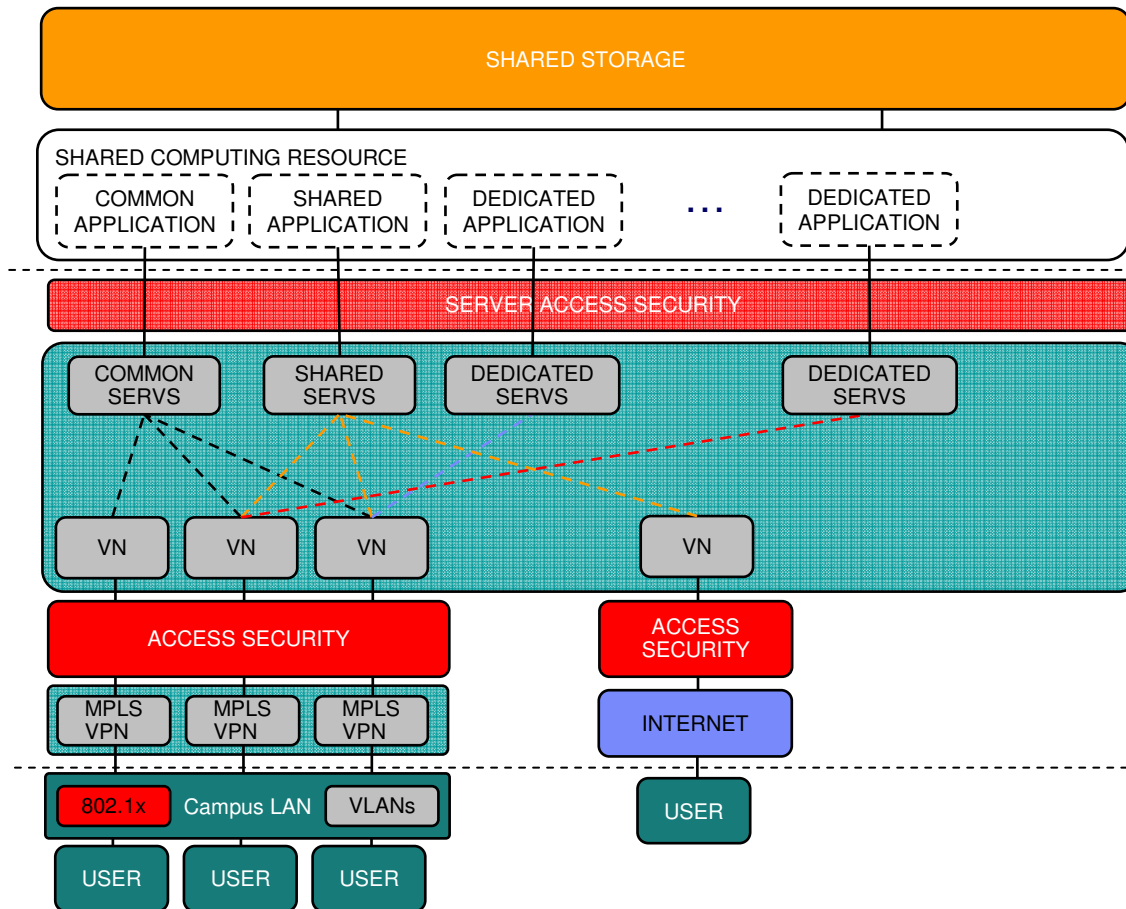 SHARED STORAGE
SHARED COMPUTING RESOURCE
COMMON
APPLICATION
SHARED
APPLICATION
DEDICATED
APPLICATION
...
DEDICATED
APPLICATION
SERVER ACCESS SECURITY
COMMON
SERVS
SHARED
SERVS
DEDICATED
SERVS
DEDICATED
SERVS
VN
VN
VN
VN
ACCESS SECURITY
ACCESS
SECURITY
MPLS
VPN
MPLS
VPN
MPLS
VPN
INTERNET
802.1x
Campus LAN
VLANs
USER
USER
USER
USER